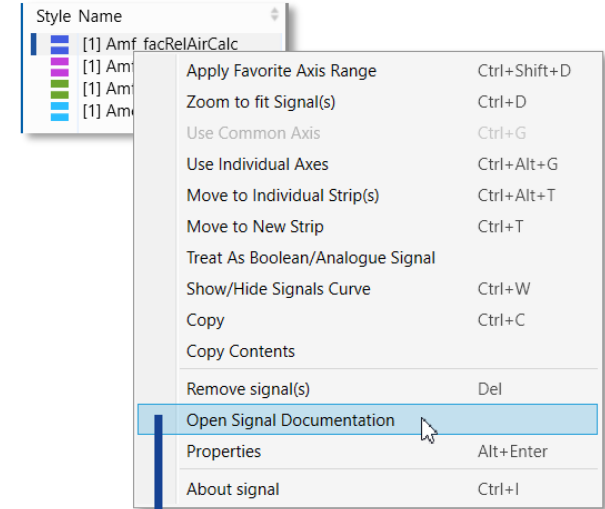 Style Name
[1] Amf_facRelAirCalc
[1] Amf
[1] Amf
[1] Ame
Apply Favorite Axis Range Ctrl+Shift+D
Zoom to fit Signal(s) Ctrl+D
Use Common Axis Ctrl+G
Use Individual Axes Ctrl+Alt+G
Move to Individual Strip(s) Ctrl+Alt+T
Move to New Strip Ctrl+T
Treat As Boolean/Analogue Signal
Show/Hide Signals Curve Ctrl+W
Copy Ctrl+C
Copy Contents
Remove signal(s) Del
Open Signal Documentation
Properties Alt+Enter
About signal Ctrl+I